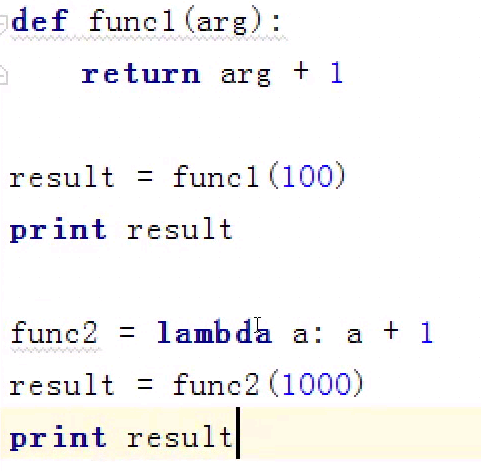 def func1(arg):
    return arg + 1
result = func1(100)
print result
func2 = lambda a: a + 1
result = func2(1000)
print result